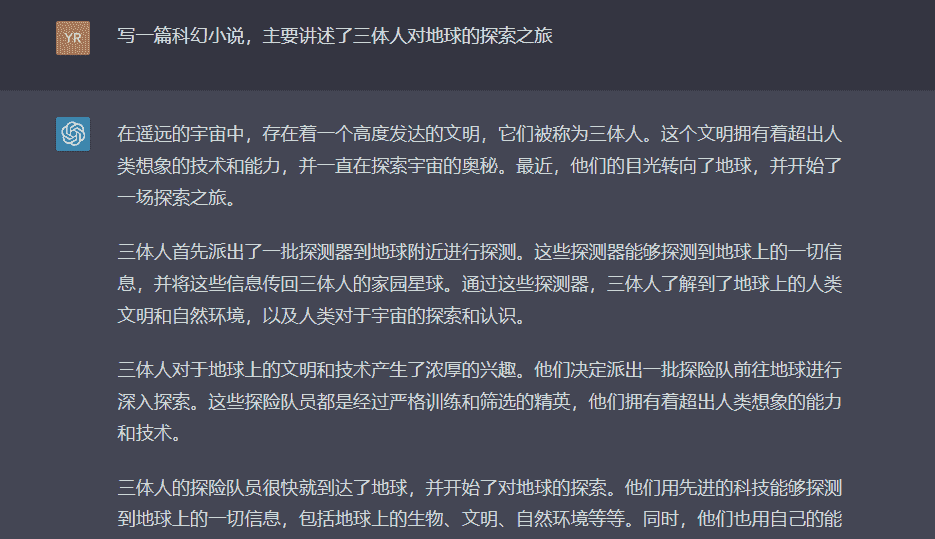 YR
写一篇科幻小说，主要讲述了三体人对地球的探索之旅
在遥远的宇宙中，存在着一个高度发达的文明，它们被称为三体人。这个文明拥有着超出人
类想象的技术和能力，并一直在探索宇宙的奥秘。最近，他们的目光转向了地球，并开始了
一场探索之旅。
三体人首先派出了一批探测器到地球附近进行探测。这些探测器能够探测到地球上的一切信
息，并将这些信息传回三体人的家园星球。通过这些探测器，三体人了解到了地球上的人类
文明和自然环境，以及人类对于宇宙的探索和认识。
三体人对于地球上的文明和技术产生了浓厚的兴趣。他们决定派出一批探险队前往地球进行
深入探索。这些探险队员都是经过严格训练和筛选的精英，他们拥有着超出人类想象的能力
和技术。
三体人的探险队员很快就到达了地球，并开始了对地球的探索。他们用先进的科技能够探测
到地球上的一切信息，包括地球上的生物、文明、自然环境等等。同时，他们也用自己的能